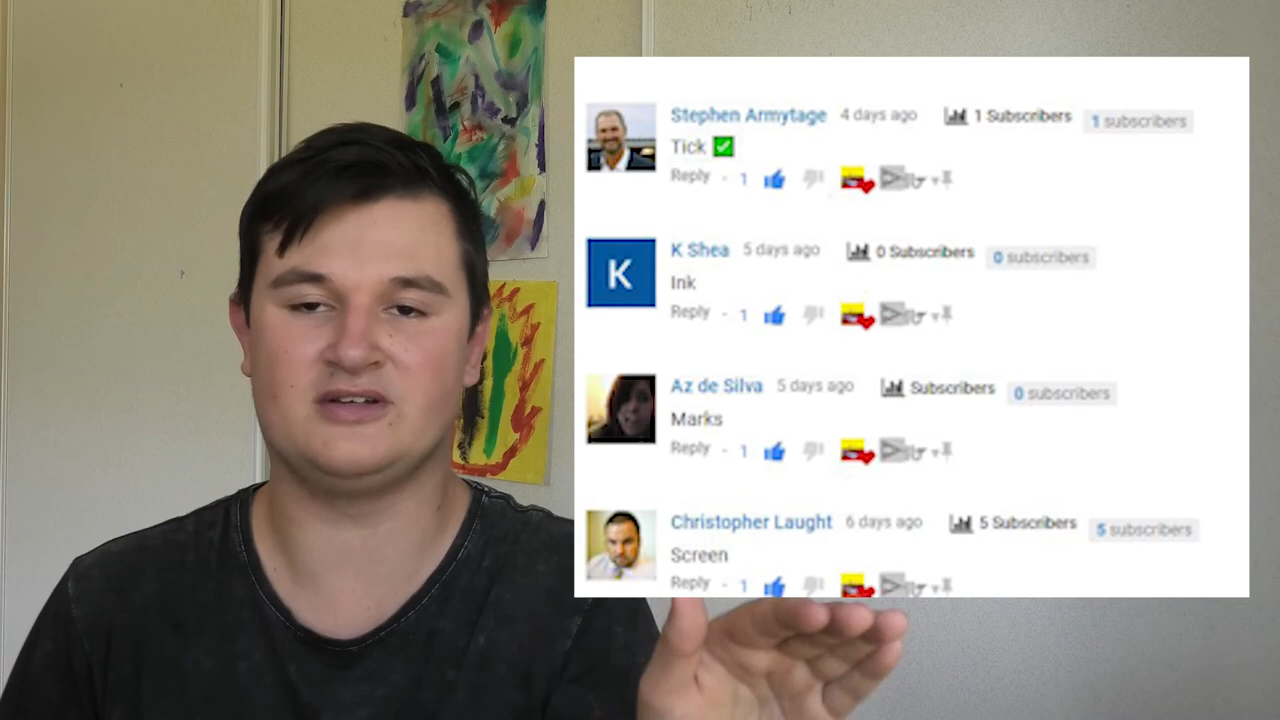 Stephen Armytage 4 days ago 1 Subscribers 1 subscribers
Tick ✅
Reply · 1
K
K Shea 5 days ago 0 Subscribers 0 subscribers
Ink
Reply · 1
Az de Silva 5 days ago Subscribers 0 subscribers
Marks
Reply · 1
Christopher Laught 6 days ago 5 Subscribers 5 subscribers
Screen
Reply · 1